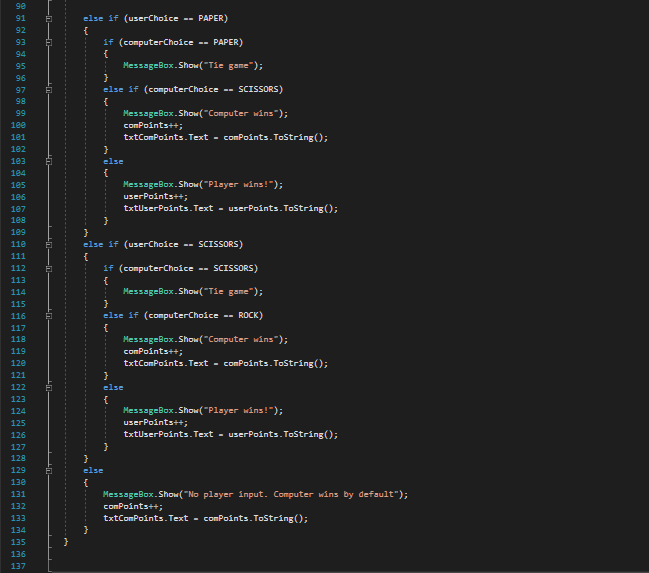 90
91 else if (userChoice == PAPER)
92 {
93 if (computerChoice == PAPER)
94 {
95 MessageBox.Show("Tie game");
96 }
97 else if (computerChoice == SCISSORS)
98 {
99 MessageBox.Show("Computer wins");
100 comPoints++;
101 txtComPoints.Text = comPoints.ToString();
102 }
103 else
104 {
105 MessageBox.Show("Player wins!");
106 userPoints++;
107 txtUserPoints.Text = userPoints.ToString();
108 }
109 }
110 else if (userChoice == SCISSORS)
111 {
112 if (computerChoice == SCISSORS)
113 {
114 MessageBox.Show("Tie game");
115 }
116 else if (computerChoice == ROCK)
117 {
118 MessageBox.Show("Computer wins");
119 comPoints++;
120 txtComPoints.Text = comPoints.ToString();
121 }
122 else
123 {
124 MessageBox.Show("Player wins!");
125 userPoints++;
126 txtUserPoints.Text = userPoints.ToString();
127 }
128 }
129 else
130 {
131 MessageBox.Show("No player input. Computer wins by default");
132 comPoints++;
133 txtComPoints.Text = comPoints.ToString();
134 }
135 }
136
137